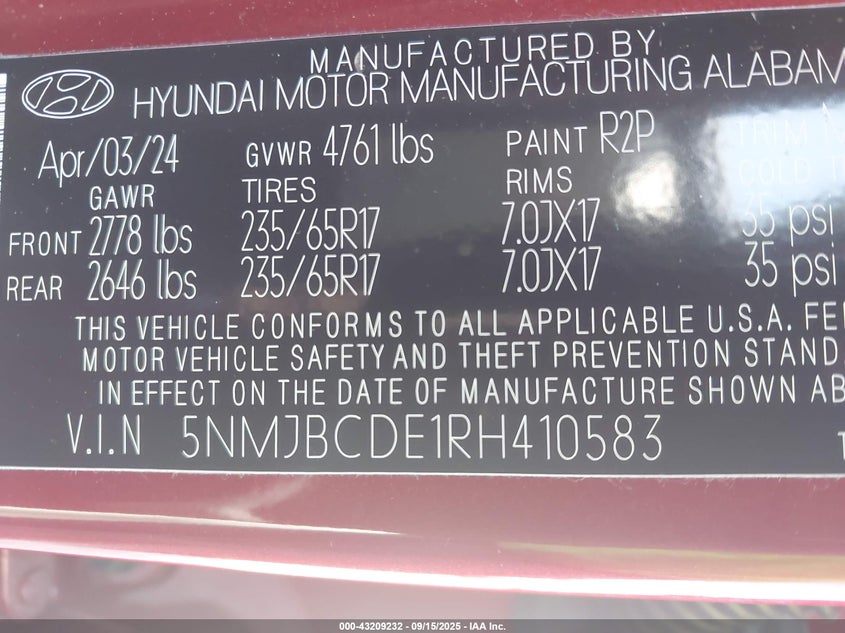 MANUFACTURED BY
HYUNDAI MOTOR MANUFACTURING ALABAM
Apr/03/24 GVWR 4761 lbs PAINT R2P TRIM
GAWR TIRES RIMS COLD T
FRONT 2778 lbs 235/65R17 7.0JX17 35 psi
REAR 2646 lbs 235/65R17 7.0JX17 35 psi
THIS VEHICLE CONFORMS TO ALL APPLICABLE U.S.A. FE
MOTOR VEHICLE SAFETY AND THEFT PREVENTION STAND
IN EFFECT ON THE DATE OF MANUFACTURE SHOWN AB
V.I.N 5NMJBCDE1RH410583 T
000-43209232 - 09/15/2025 - IAA Inc.